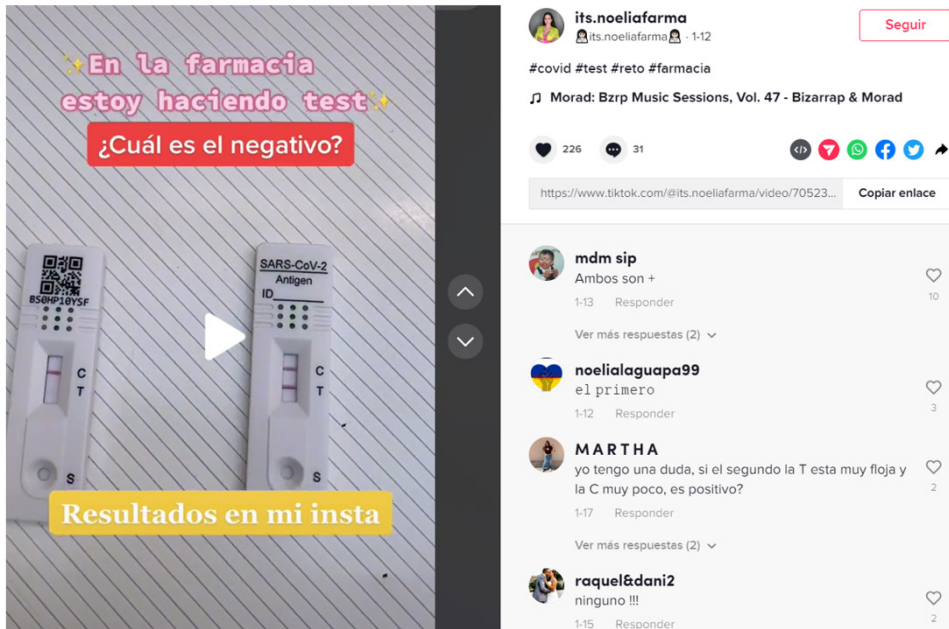 ✨En la farmacia
estoy haciendo test✨
¿Cuál es el negativo?
BS0HP10YSF
C
T
S
SARS-CoV-2
Antigen
ID
C
T
S
Resultados en mi insta
its.noeliafarma
its.noeliafarma · 1-12
Seguir
#covid #test #reto #farmacia
♫ Morad: Bzrp Music Sessions, Vol. 47 - Bizarrap & Morad
226
31
https://www.tiktok.com/@its.noeliafarma/video/70523...
Copiar enlace
mdm sip
Ambos son +
1-13 Responder
10
Ver más respuestas (2)
noelialaguapa99
el primero
1-12 Responder
3
M A R T H A
yo tengo una duda, si el segundo la T esta muy floja y
la C muy poco, es positivo?
1-17 Responder
2
Ver más respuestas (2)
raquel&dani2
ninguno !!!
1-15 Responder
2